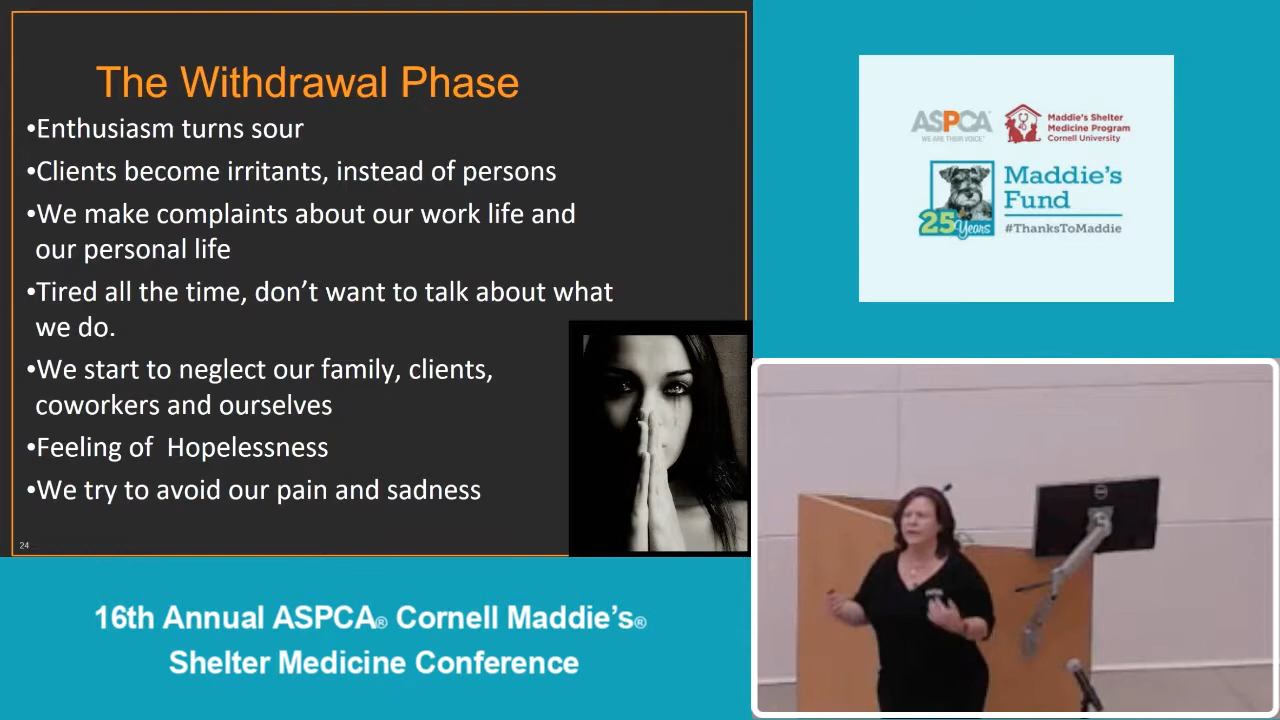 The Withdrawal Phase
•Enthusiasm turns sour
•Clients become irritants, instead of persons
•We make complaints about our work life and
our personal life
•Tired all the time, don’t want to talk about what
we do.
•We start to neglect our family, clients,
coworkers and ourselves
•Feeling of  Hopelessness
•We try to avoid our pain and sadness
24
ASPCA®
WE ARE THEIR VOICE™
Maddie's Shelter
Medicine Program
Cornell University
Maddie's
Fund
25 Years
#ThanksToMaddie
16th Annual ASPCA® Cornell Maddie’s®
Shelter Medicine Conference